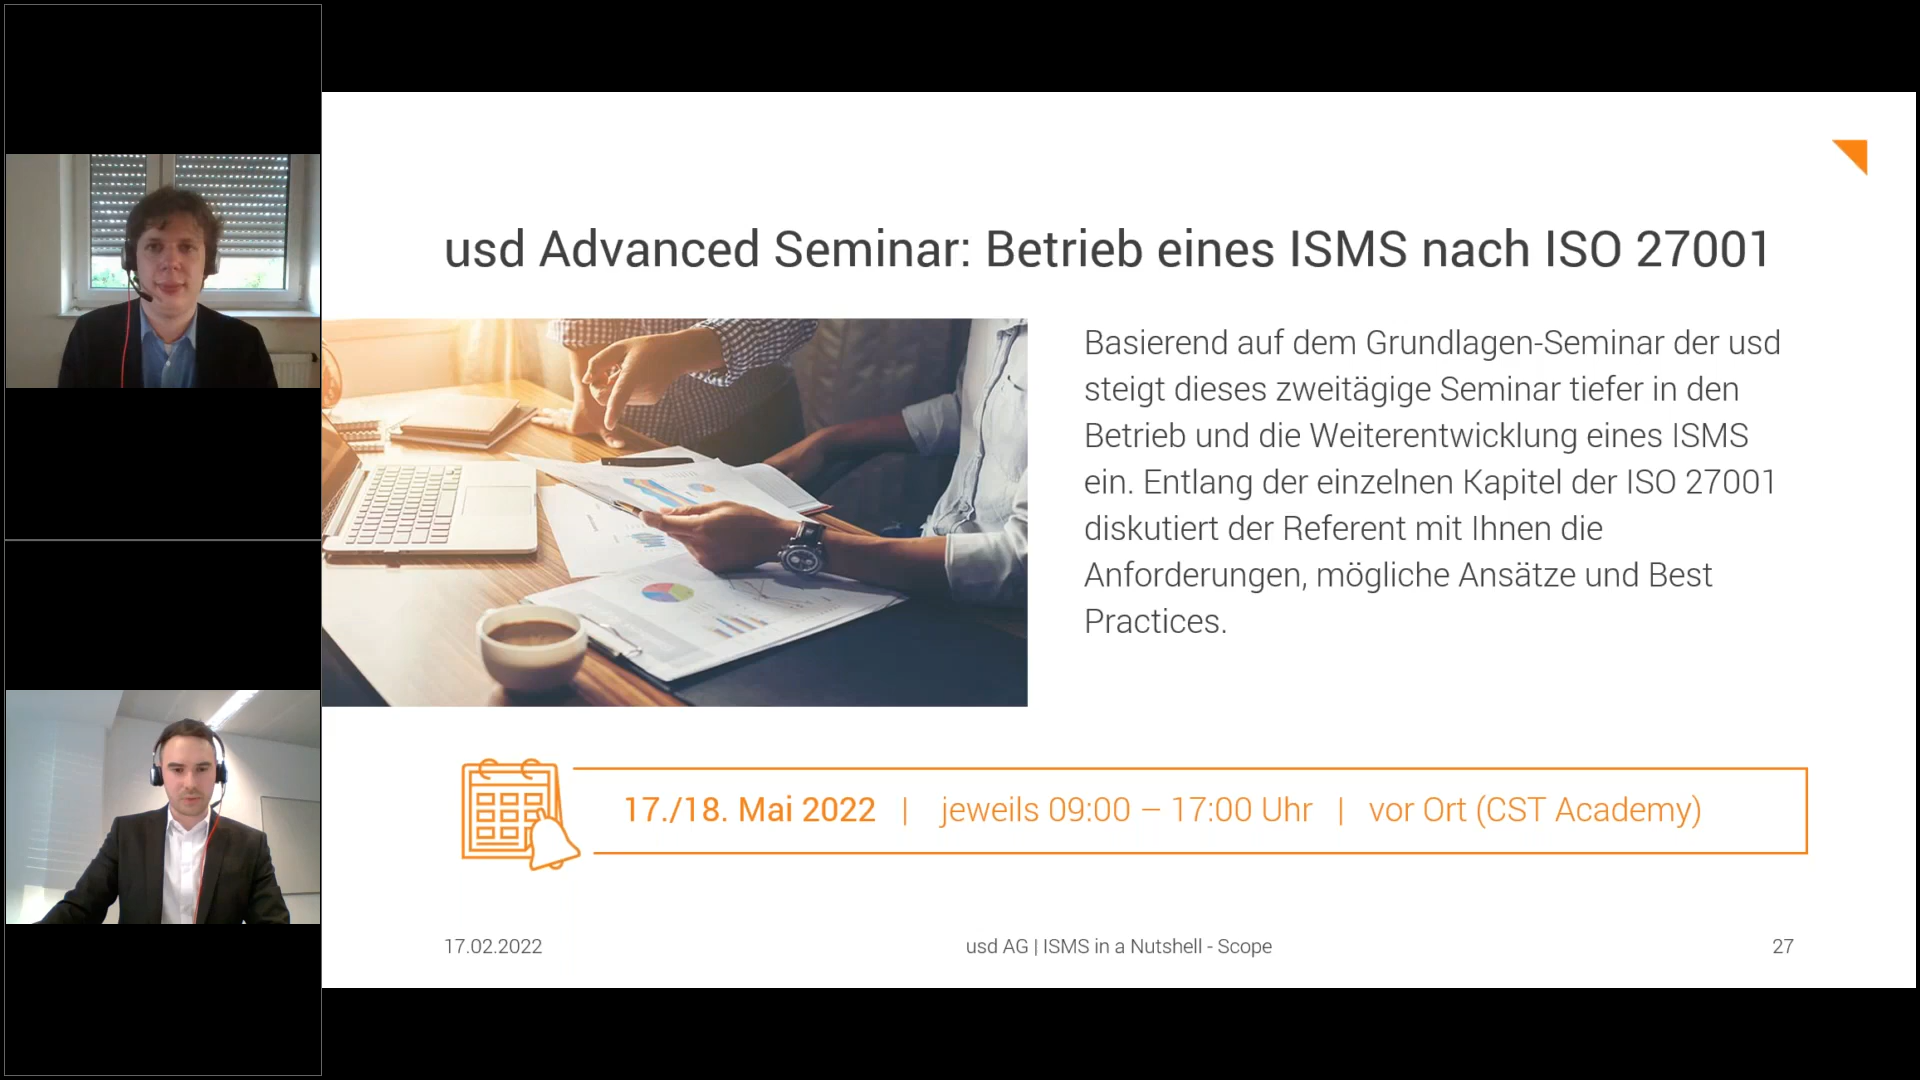 usd Advanced Seminar: Betrieb eines ISMS nach ISO 27001
Basierend auf dem Grundlagen-Seminar der usd
steigt dieses zweitägige Seminar tiefer in den
Betrieb und die Weiterentwicklung eines ISMS
ein. Entlang der einzelnen Kapitel der ISO 27001
diskutiert der Referent mit Ihnen die
Anforderungen, mögliche Ansätze und Best
Practices.
17./18. Mai 2022 | jeweils 09:00 – 17:00 Uhr | vor Ort (CST Academy)
17.02.2022
usd AG | ISMS in a Nutshell - Scope
27